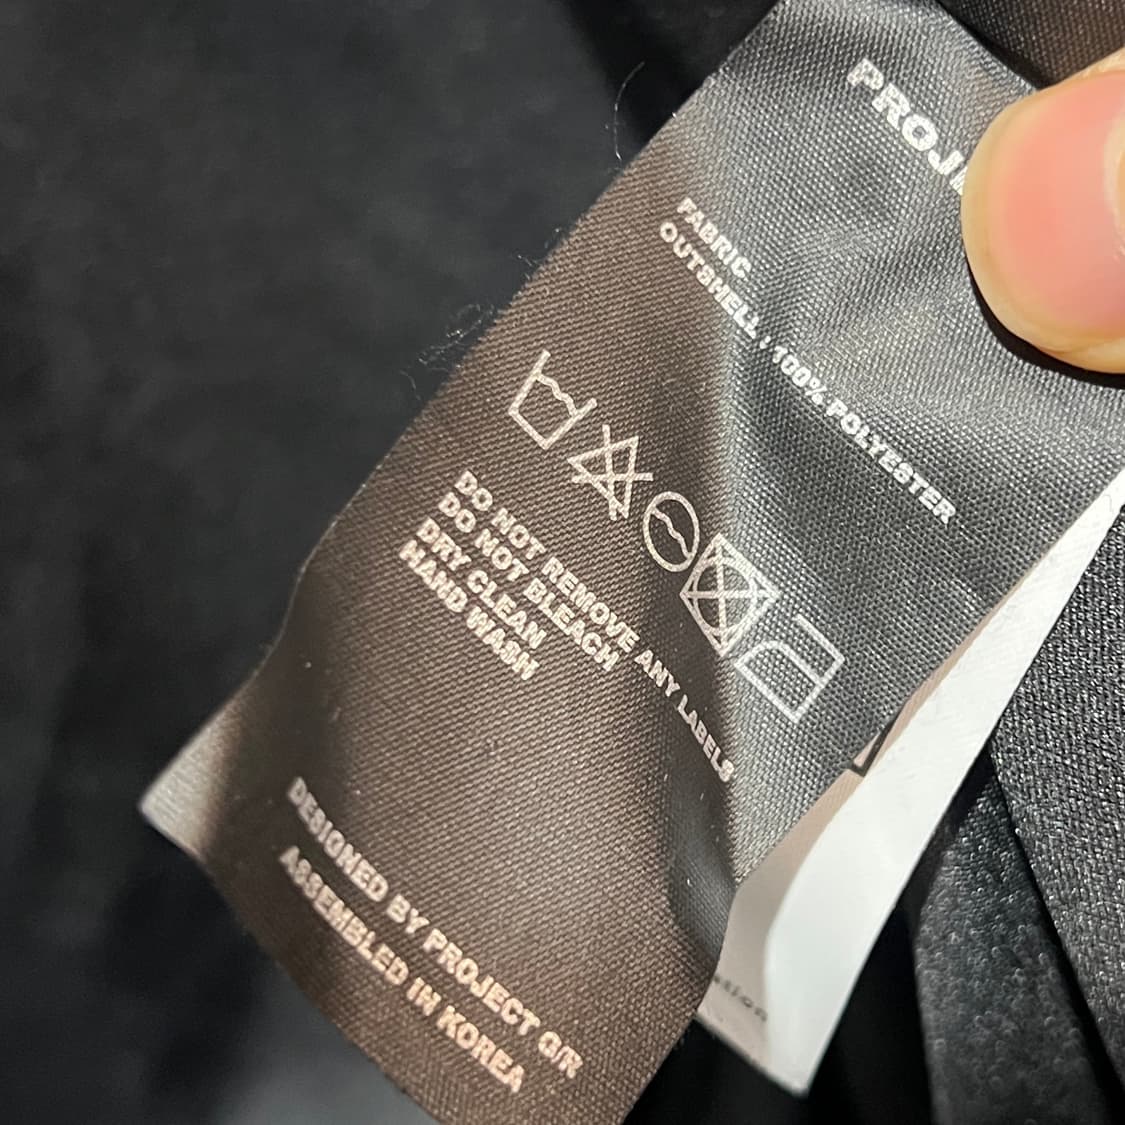 FABRIC
OUTSHELL / 100% POLYESTER
DO NOT REMOVE ANY LABELS
DO NOT BLEACH
DRY CLEAN
HAND WASH
DESIGNED BY PROJECT G/R
ASSEMBLED IN KOREA